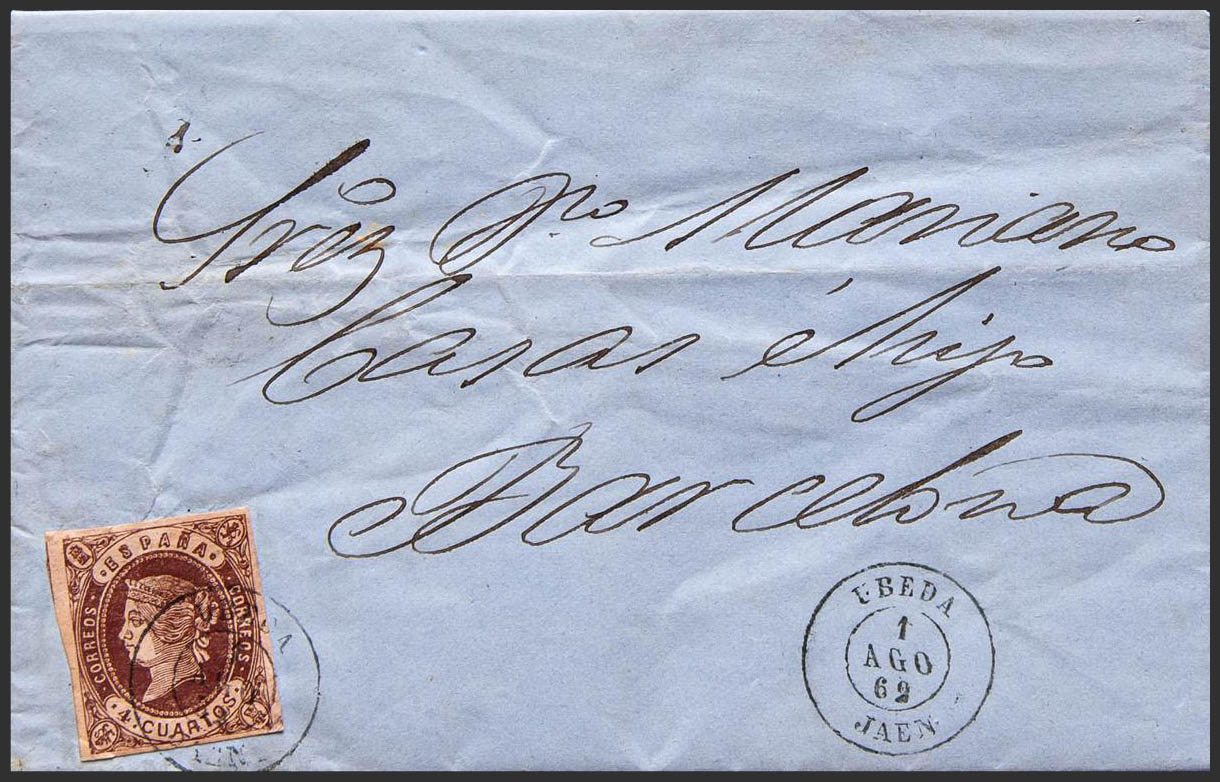 Sres Dn Mariano
Casas é hijo
Barcelona
ESPAÑA
CORREOS
CORREOS
4 CUARTOS
UBEDA
1
AGO
62
JAEN